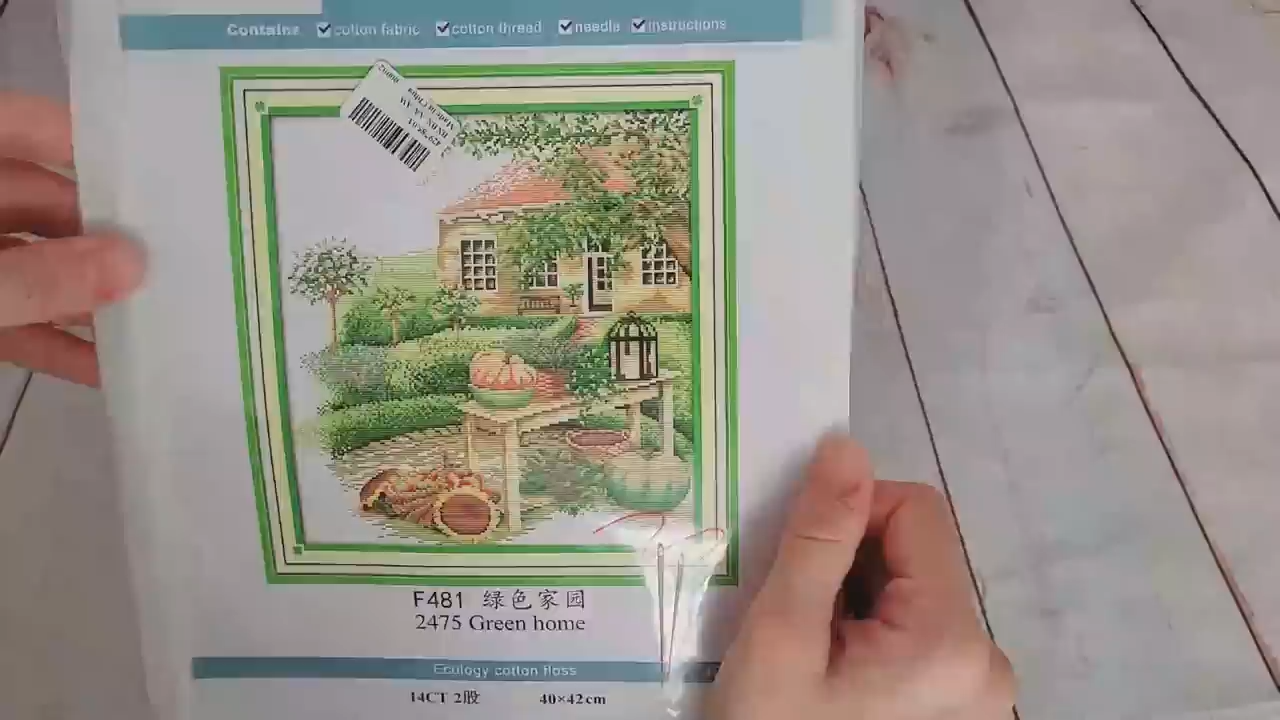 Contains ☑ cotton fabric ☑ cotton thread ☑ needle ☑ instructions
F481 绿色家园
2475 Green home
Ecology cotton floss
14CT 2股 40×42cm